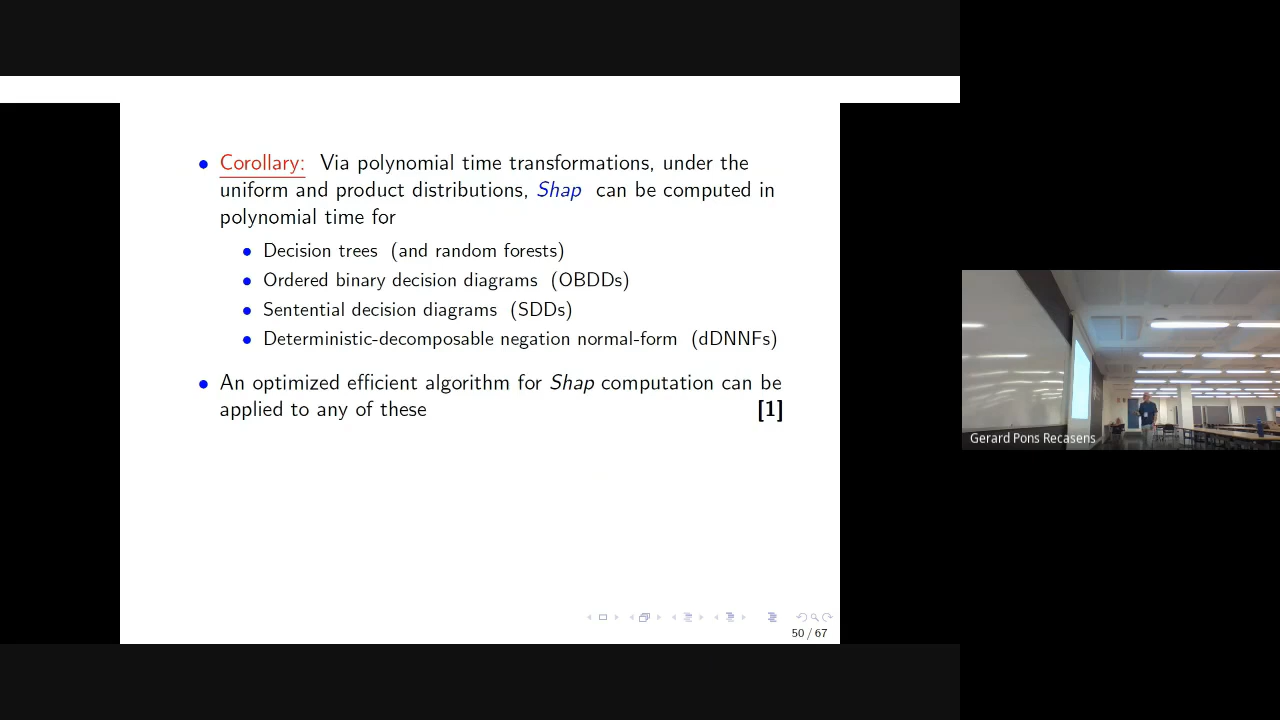 • Corollary: Via polynomial time transformations, under the
uniform and product distributions, Shap can be computed in
polynomial time for
• Decision trees (and random forests)
• Ordered binary decision diagrams (OBDDs)
• Sentential decision diagrams (SDDs)
• Deterministic-decomposable negation normal-form (dDNNFs)
• An optimized efficient algorithm for Shap computation can be
applied to any of these [1]
50 / 67
Gerard Pons Recasens